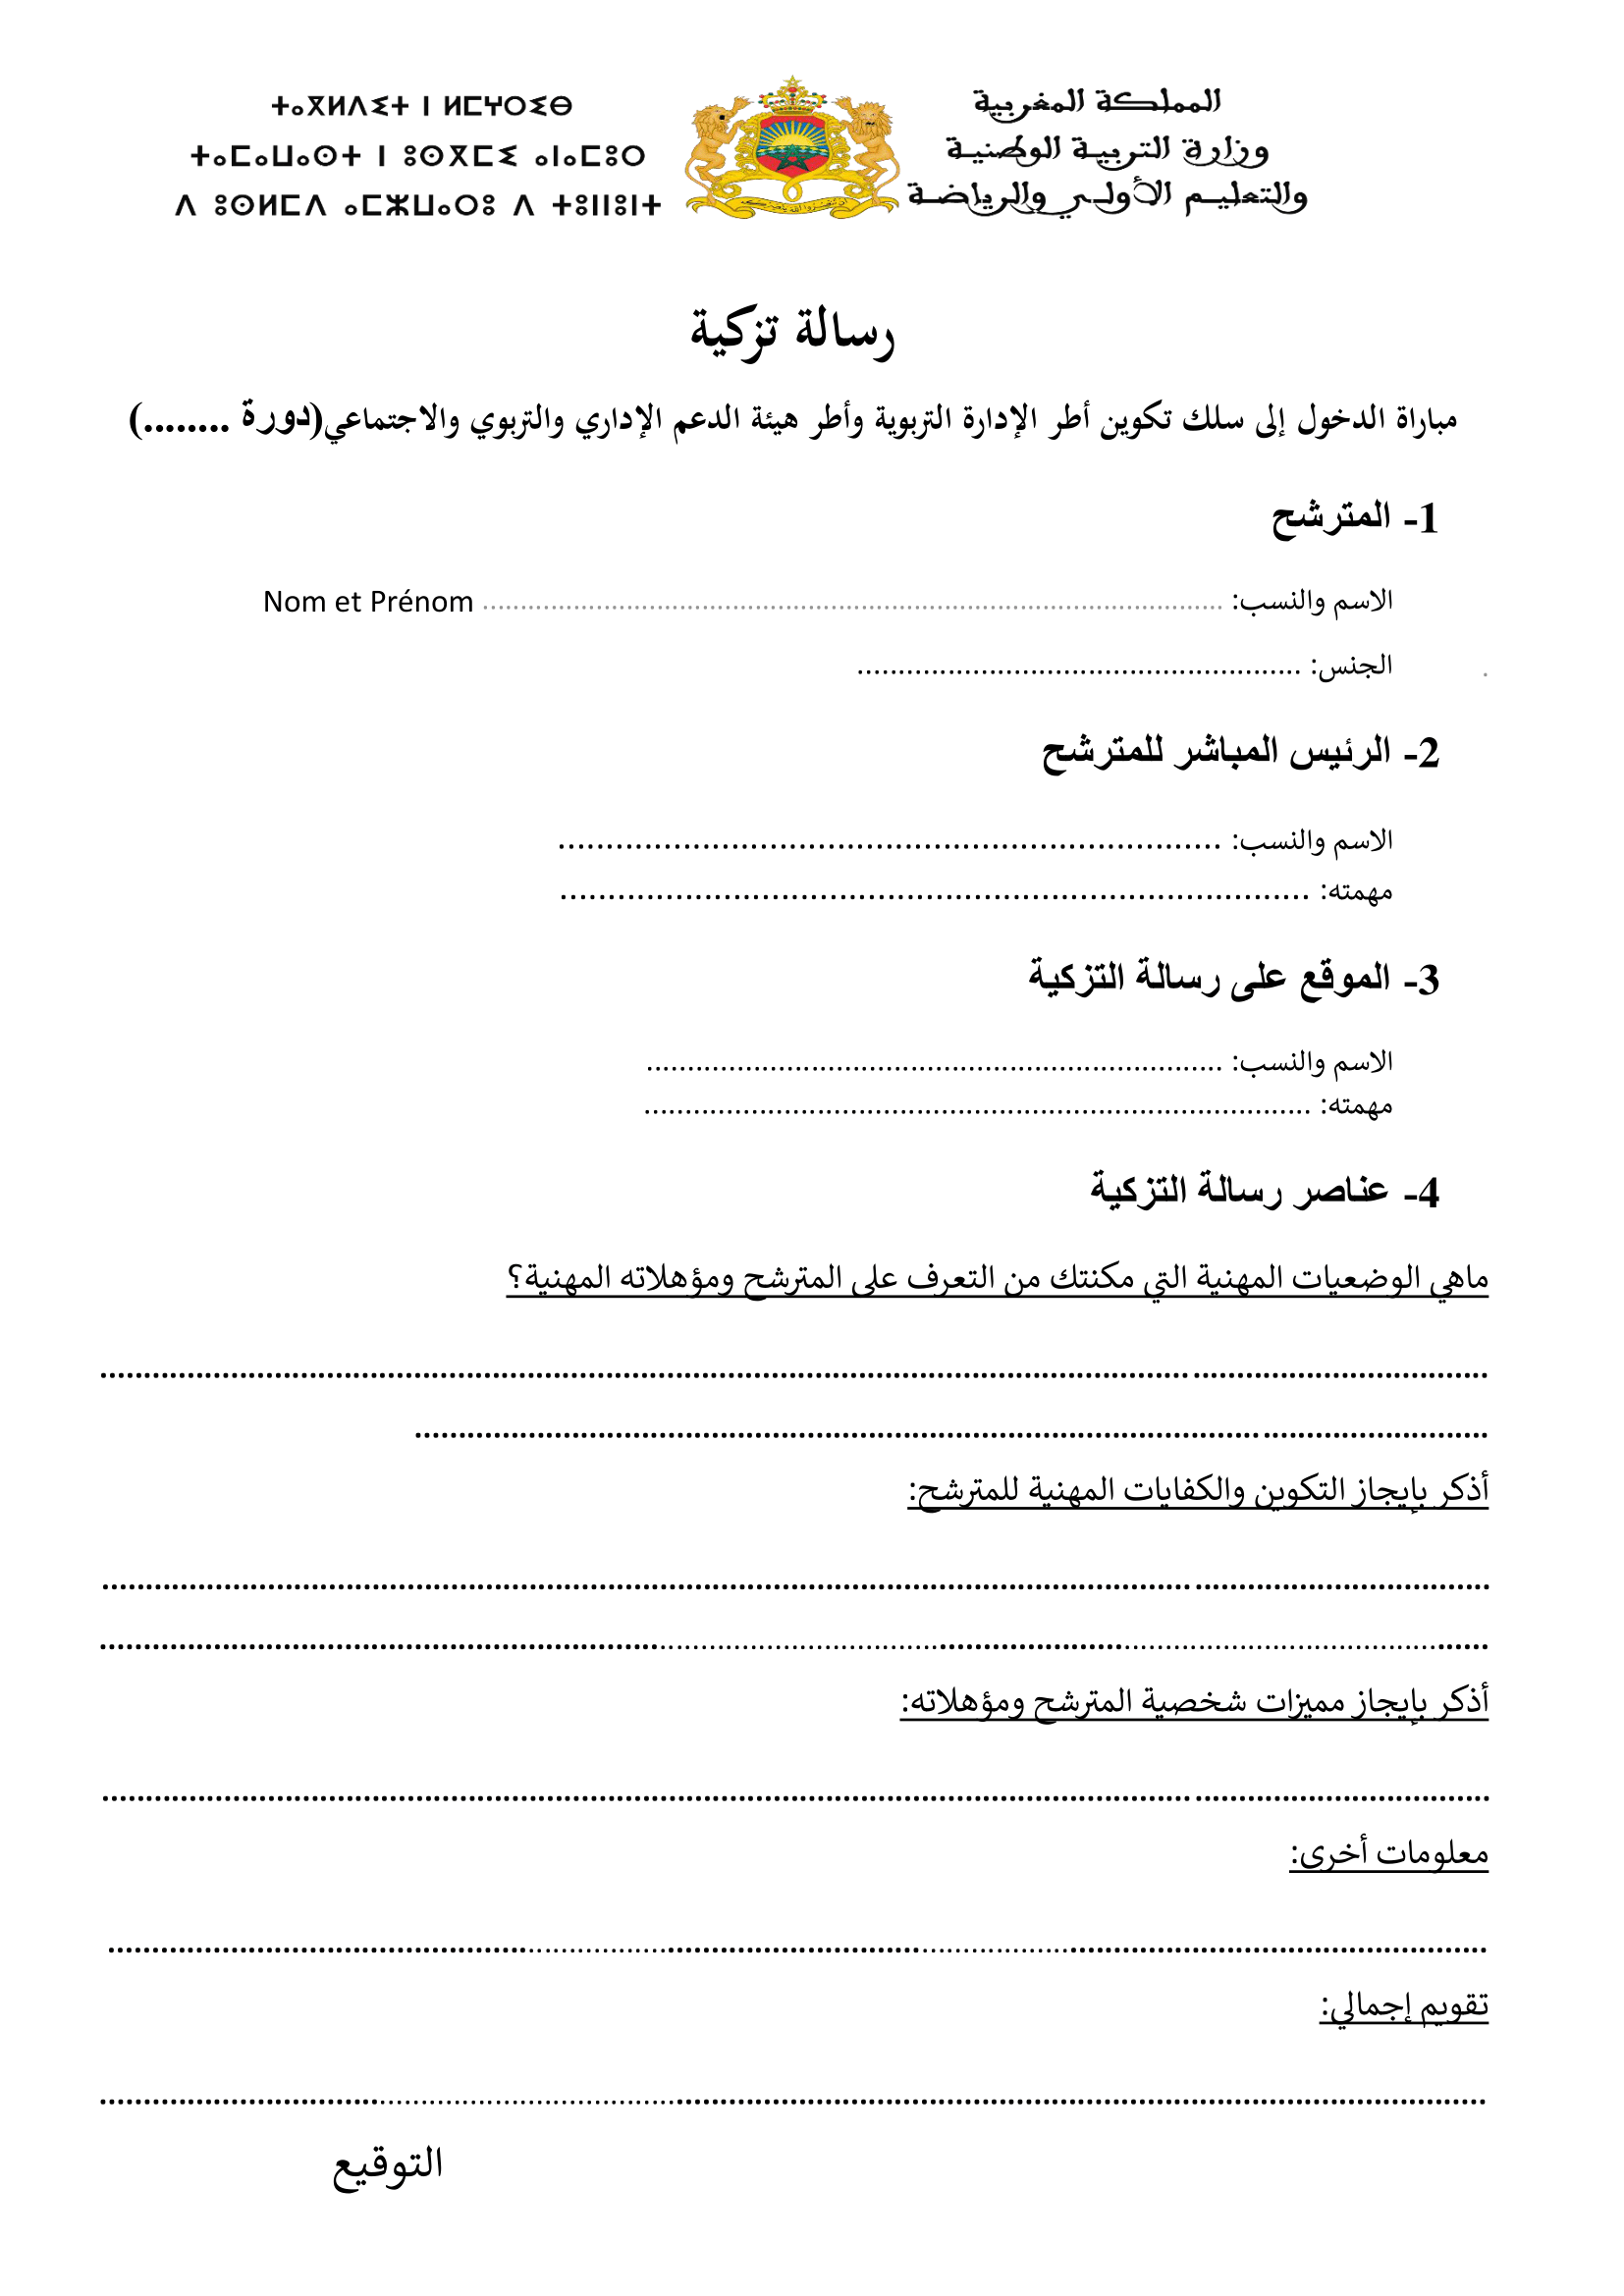 المملكة المغربية
وزارة التربية الوطنية
والتعليم الأولي والرياضة
ⵜⴰⴳⵍⴷⵉⵜ ⵏ ⵍⵎⵖⵔⵉⴱ
ⵜⴰⵎⴰⵡⴰⵙⵜ ⵏ ⵓⵙⴳⵎⵉ ⴰⵏⴰⵎⵓⵔ
ⴷ ⵓⵙⵍⵎⴷ ⴰⵎⵣⵡⴰⵔⵓ ⴷ ⵜⵓⵏⵏⵓⵏⵜ
رسالة تزكية
مباراة الدخول إلى سلك تكوين أطر الإدارة التربوية وأطر هيئة الدعم الإداري والتربوي والاجتماعي(دورة ........)
1- المترشح
الاسم والنسب: .......................................................... Nom et Prénom
الجنس: ......................................................
2- الرئيس المباشر للمترشح
الاسم والنسب: ......................................................................
مهمته: ...............................................................................
3- الموقع على رسالة التزكية
الاسم والنسب: ......................................................................
مهمته: .................................................................................
4- عناصر رسالة التزكية
ماهي الوضعيات المهنية التي مكنتك من التعرف على المترشح ومؤهلاته المهنية؟
................................................................................
................................................................................
أذكر بإيجاز التكوين والكفايات المهنية للمترشح:
................................................................................
................................................................................
أذكر بإيجاز مميزات شخصية المترشح ومؤهلاته:
................................................................................
معلومات أخرى:
................................................................................
تقويم إجمالي:
................................................................................
التوقيع